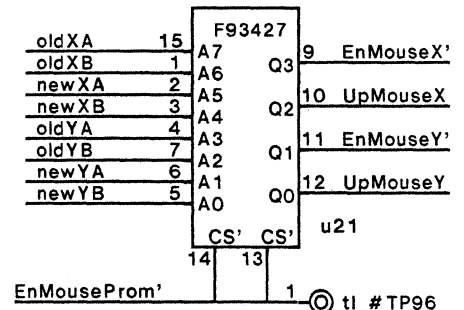 F93427
oldXA 15 A7
oldXB 1 A6
newXA 2 A5
newXB 3 A4
oldYA 4 A3
oldYB 7 A2
newYA 6 A1
newYB 5 A0
Q3 9 EnMouseX'
Q2 10 UpMouseX
Q1 11 EnMouseY'
Q0 12 UpMouseY
u21
CS' CS'
14 13
EnMouseProm' 1 tl #TP96